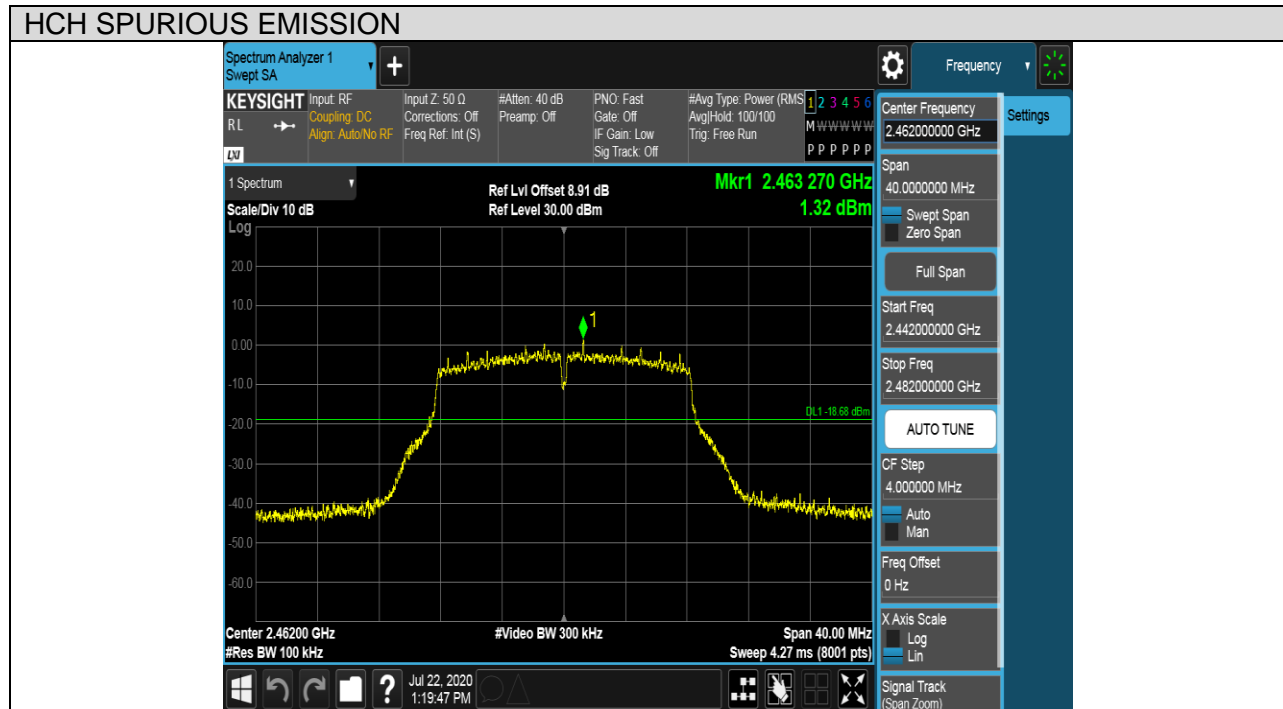 HCH SPURIOUS EMISSION
Spectrum Analyzer 1
Swept SA
+
Frequency
KEYSIGHT
RL
LXI
Input: RF
Coupling: DC
Align: Auto/No RF
Input Z: 50 Ω
Corrections: Off
Freq Ref: Int (S)
#Atten: 40 dB
Preamp: Off
PNO: Fast
Gate: Off
IF Gain: Low
Sig Track: Off
#Avg Type: Power (RMS
Avg|Hold: 100/100
Trig: Free Run
1 2 3 4 5 6
M W W W W W
P P P P P P
1 Spectrum
Scale/Div 10 dB
Ref Lvl Offset 8.91 dB
Ref Level 30.00 dBm
Mkr1 2.463 270 GHz
1.32 dBm
Log
20.0
10.0
0.00
-10.0
-20.0
-30.0
-40.0
-50.0
-60.0
1
DL1 -18.68 dBm
Center 2.46200 GHz
#Res BW 100 kHz
#Video BW 300 kHz
Span 40.00 MHz
Sweep 4.27 ms (8001 pts)
?
Jul 22, 2020
1:19:47 PM
Center Frequency
2.462000000 GHz
Span
40.0000000 MHz
Swept Span
Zero Span
Full Span
Start Freq
2.442000000 GHz
Stop Freq
2.482000000 GHz
AUTO TUNE
CF Step
4.000000 MHz
Auto
Man
Freq Offset
0 Hz
X Axis Scale
Log
Lin
Signal Track
(Span Zoom)
Settings